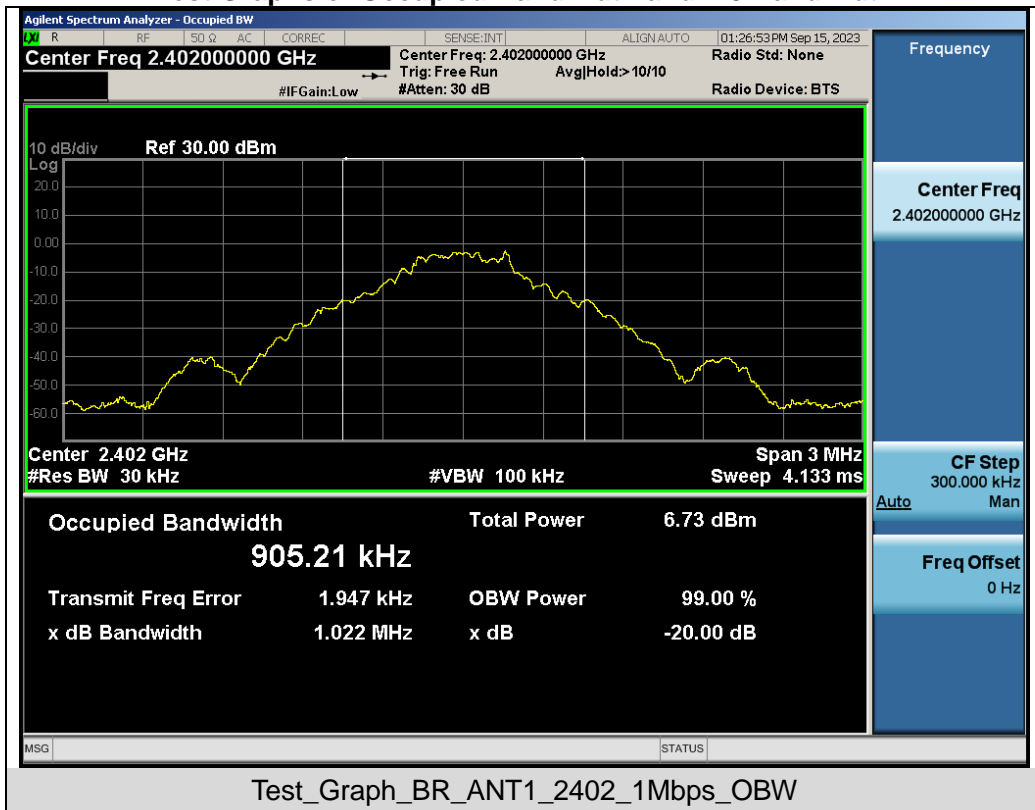 Agilent Spectrum Analyzer - Occupied BW
LXI R RF 50 Ω AC CORREC SENSE:INT ALIGN AUTO 01:26:53 PM Sep 15, 2023
Center Freq 2.402000000 GHz
Center Freq: 2.402000000 GHz Radio Std: None
Trig: Free Run Avg|Hold:> 10/10
#IFGain:Low #Atten: 30 dB Radio Device: BTS
10 dB/div Ref 30.00 dBm
Log
20.0
10.0
0.00
-10.0
-20.0
-30.0
-40.0
-50.0
-60.0
Center 2.402 GHz Span 3 MHz
#Res BW 30 kHz #VBW 100 kHz Sweep 4.133 ms
Occupied Bandwidth Total Power 6.73 dBm
905.21 kHz
Transmit Freq Error 1.947 kHz OBW Power 99.00 %
x dB Bandwidth 1.022 MHz x dB -20.00 dB
MSG STATUS
Frequency
Center Freq
2.402000000 GHz
CF Step
300.000 kHz
Auto Man
Freq Offset
0 Hz
Test_Graph_BR_ANT1_2402_1Mbps_OBW